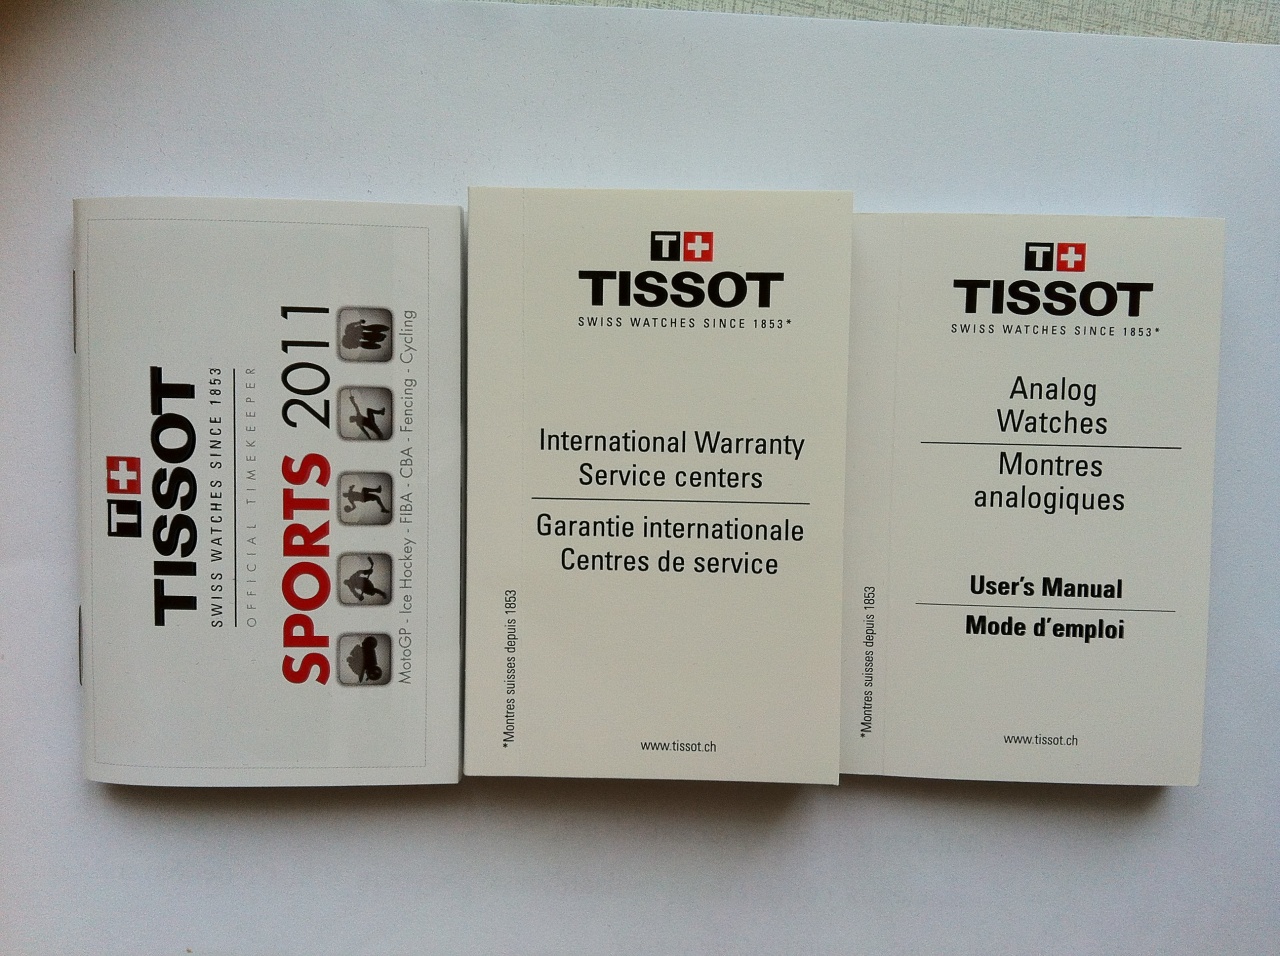 T+
TISSOT
SWISS WATCHES SINCE 1853
OFFICIAL TIMEKEEPER
SPORTS 2011
MotoGP - Ice Hockey - FIBA - CBA - Fencing - Cycling
T+
TISSOT
SWISS WATCHES SINCE 1853*
International Warranty
Service centers
Garantie internationale
Centres de service
*Montres suisses depuis 1853
www.tissot.ch
T+
TISSOT
SWISS WATCHES SINCE 1853*
Analog
Watches
Montres
analogiques
User's Manual
Mode d'emploi
*Montres suisses depuis 1853
www.tissot.ch